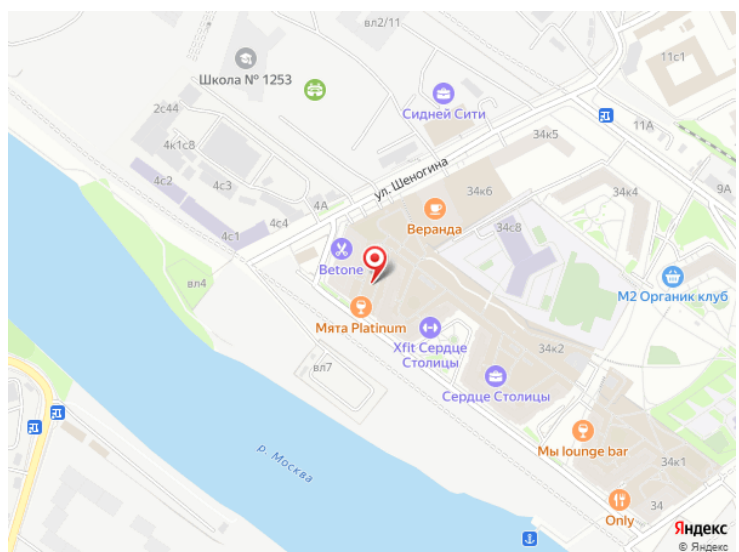 вл2/11
11с1
Школа № 1253
2с44
Сидней Сити
11А
34к5
4к1с8
ул. Шеногина
4с2
4с3
34к6
34к4
9А
4А
Веранда
4с4
34с8
4с1
Betone
вл4
М2 Органик клуб
Мята Platinum
Xfit Сердце
Столицы
34к2
вл7
Сердце Столицы
р. Москва
Мы lounge bar
34к1
34
Only
Яндекс
© Яндекс